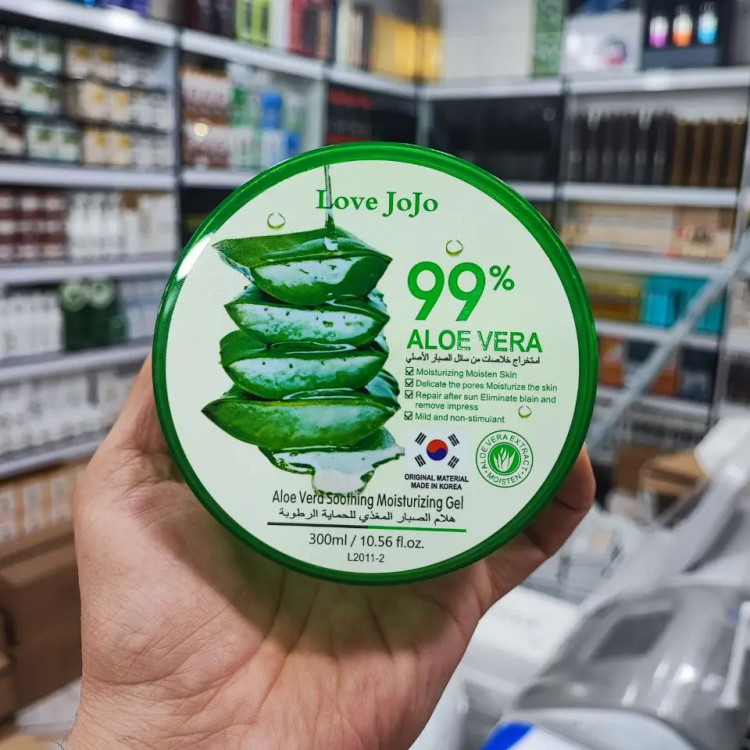 Love JoJo
99%
ALOE VERA
استخراج خلاصات من سائل الصبار الأصلي
Moisturizing Moisten Skin
Delicate the pores Moisturize the skin
Repair after sun Eliminate biain and
remove impress
Mild and non-stimulant
ORIGINAL MATERIAL
MADE IN KOREA
ALOE VERA EXTRACT
MOISTEN
Aloe Vera Soothing Moisturizing Gel
هلام الصبار المغذي للحماية الرطوبة
300ml / 10.56 fl.oz.
L2011-2